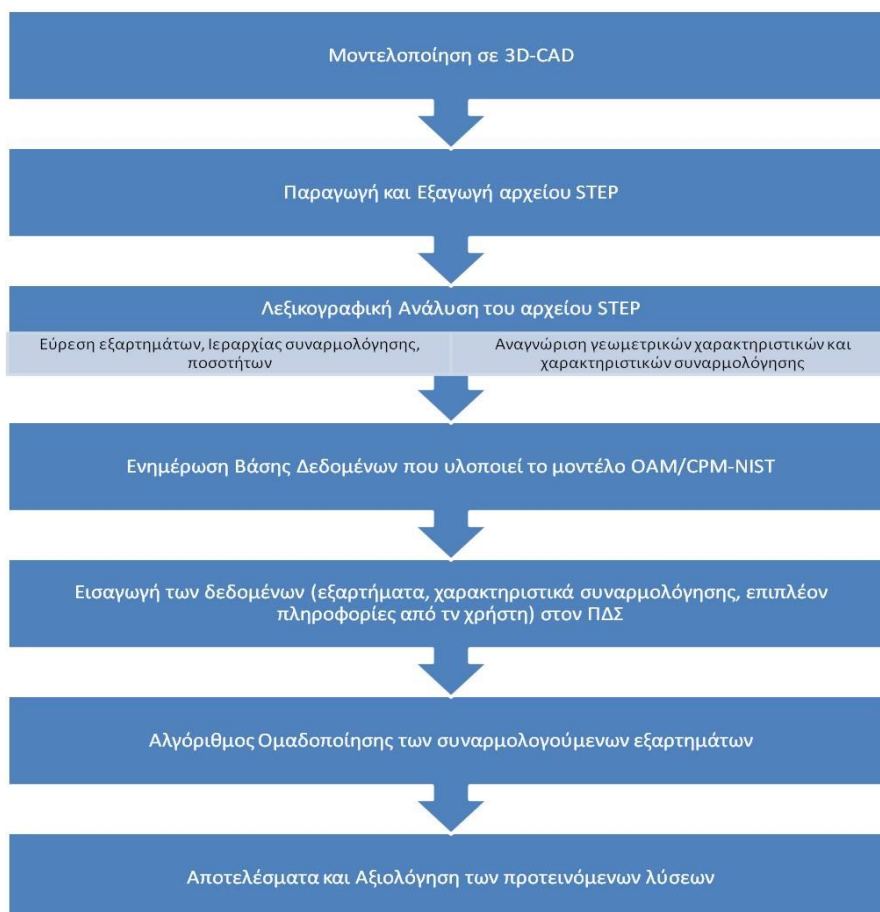 Μοντελοποίηση σε 3D-CAD
Παραγωγή και Εξαγωγή αρχείου STEP
Λεξικογραφική Ανάλυση του αρχείου STEP
Εύρεση εξαρτημάτων, Ιεραρχίας συναρμολόγησης,
ποσοτήτων
Αναγνώριση γεωμετρικών χαρακτηριστικών και
χαρακτηριστικών συναρμολόγησης
Ενημέρωση Βάσης Δεδομένων που υλοποιεί το μοντέλο OAM/CPM-NIST
Εισαγωγή των δεδομένων (εξαρτήματα, χαρακτηριστικά συναρμολόγησης, επιπλέον
πληροφορίες από τν χρήστη) στον ΠΔΣ
Αλγόριθμος Ομαδοποίησης των συναρμολογούμενων εξαρτημάτων
Αποτελέσματα και Αξιολόγηση των προτεινόμενων λύσεων